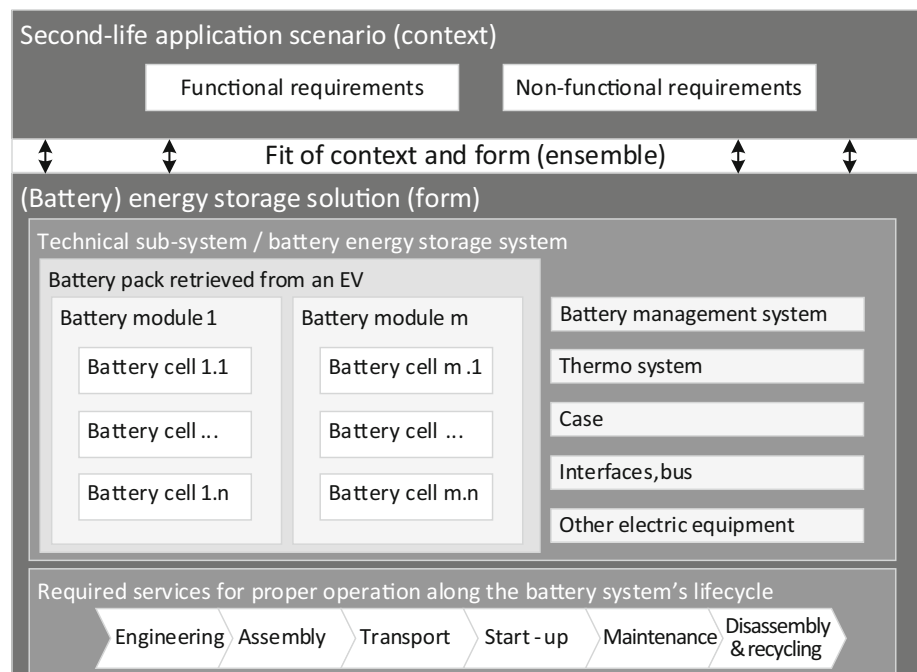 Second-life application scenario (context)
Functional requirements
Non-functional requirements
Fit of context and form (ensemble)
(Battery) energy storage solution (form)
Technical sub-system / battery energy storage system
Battery pack retrieved from an EV
Battery module 1
Battery cell 1.1
Battery cell ...
Battery cell 1.n
Battery module m
Battery cell m .1
Battery cell ...
Battery cell m.n
Battery management system
Thermo system
Case
Interfaces,bus
Other electric equipment
Required services for proper operation along the battery system's lifecycle
Engineering
Assembly
Transport
Start-up
Maintenance
Disassembly
& recycling